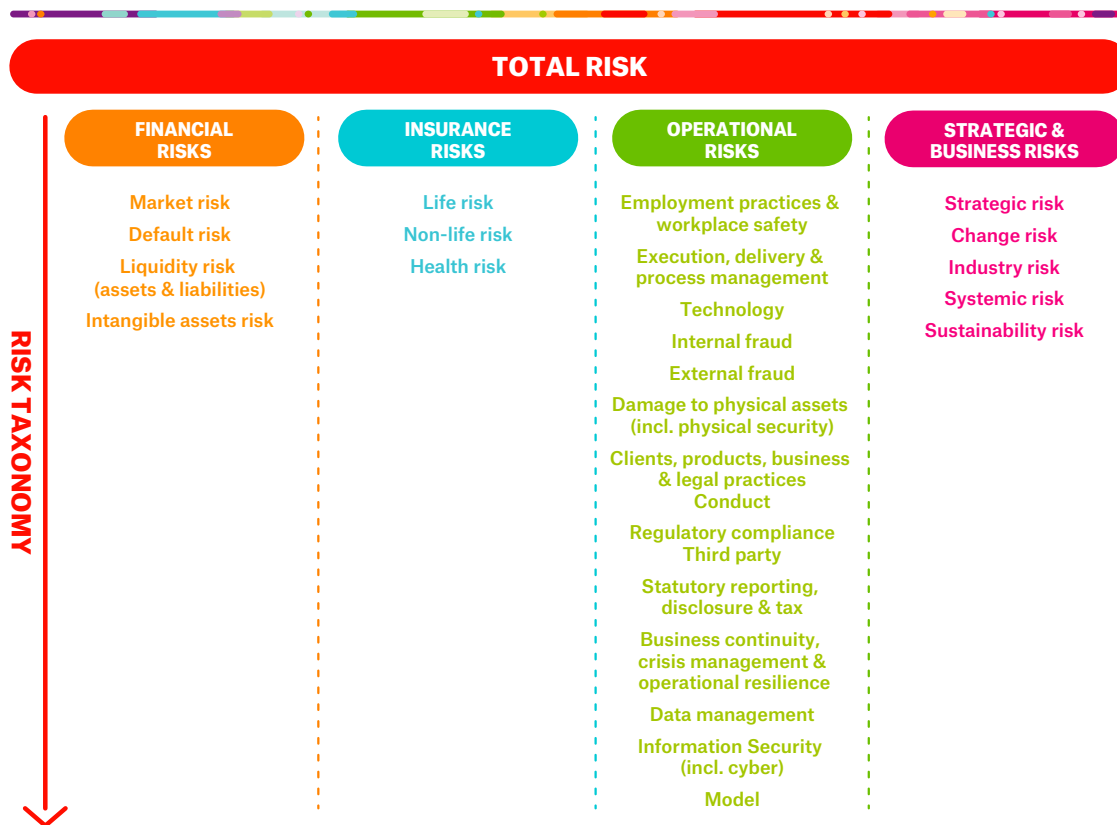 TOTAL RISK
RISK TAXONOMY
FINANCIAL
RISKS
Market risk
Default risk
Liquidity risk
(assets & liabilities)
Intangible assets risk
INSURANCE
RISKS
Life risk
Non-life risk
Health risk
OPERATIONAL
RISKS
Employment practices &
workplace safety
Execution, delivery &
process management
Technology
Internal fraud
External fraud
Damage to physical assets
(incl. physical security)
Clients, products, business
& legal practices
Conduct
Regulatory compliance
Third party
Statutory reporting,
disclosure & tax
Business continuity,
crisis management &
operational resilience
Data management
Information Security
(incl. cyber)
Model
STRATEGIC &
BUSINESS RISKS
Strategic risk
Change risk
Industry risk
Systemic risk
Sustainability risk